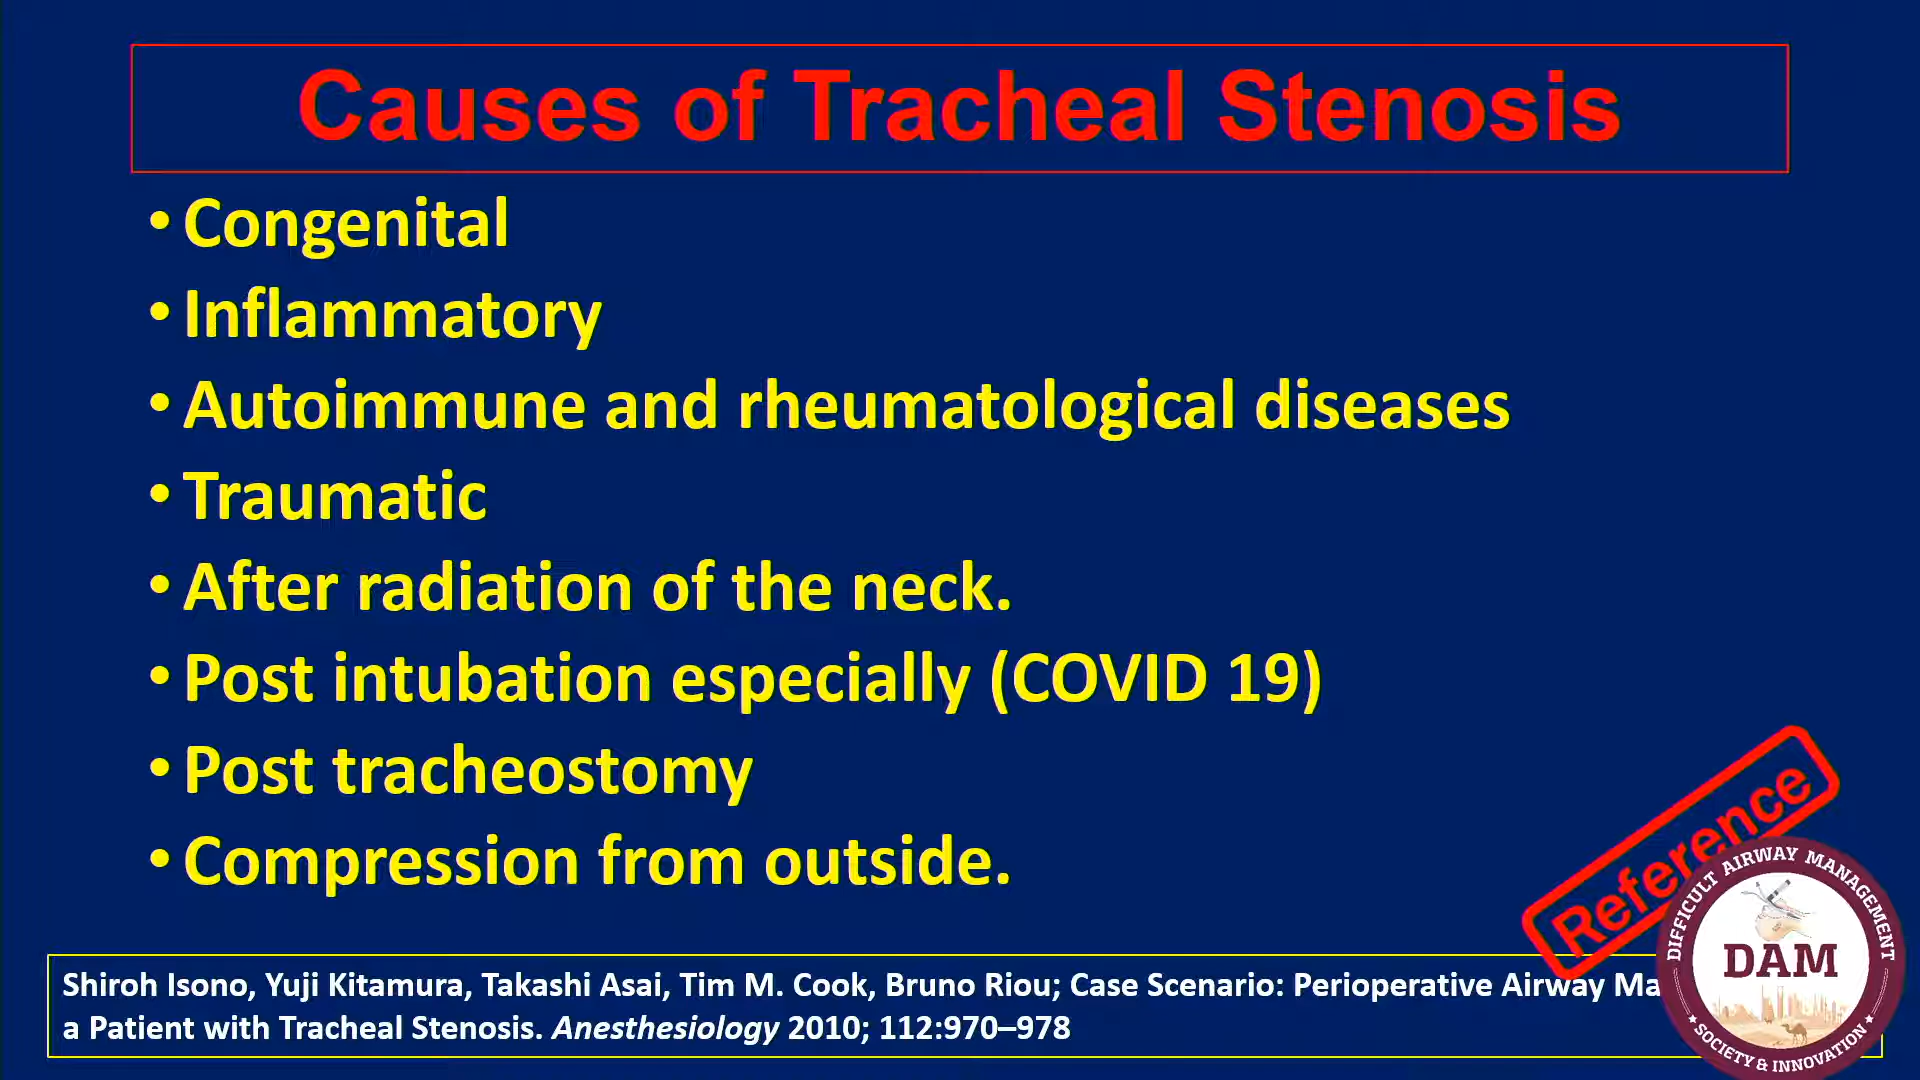 Causes of Tracheal Stenosis
• Congenital
• Inflammatory
• Autoimmune and rheumatological diseases
• Traumatic
• After radiation of the neck.
• Post intubation especially (COVID 19)
• Post tracheostomy
• Compression from outside.
Reference
Shiroh Isono, Yuji Kitamura, Takashi Asai, Tim M. Cook, Bruno Riou; Case Scenario: Perioperative Airway
a Patient with Tracheal Stenosis. Anesthesiology 2010; 112:970–978
DIFFICULT AIRWAY MANAGEMENT
DAM
SOCIETY & INNOVATION